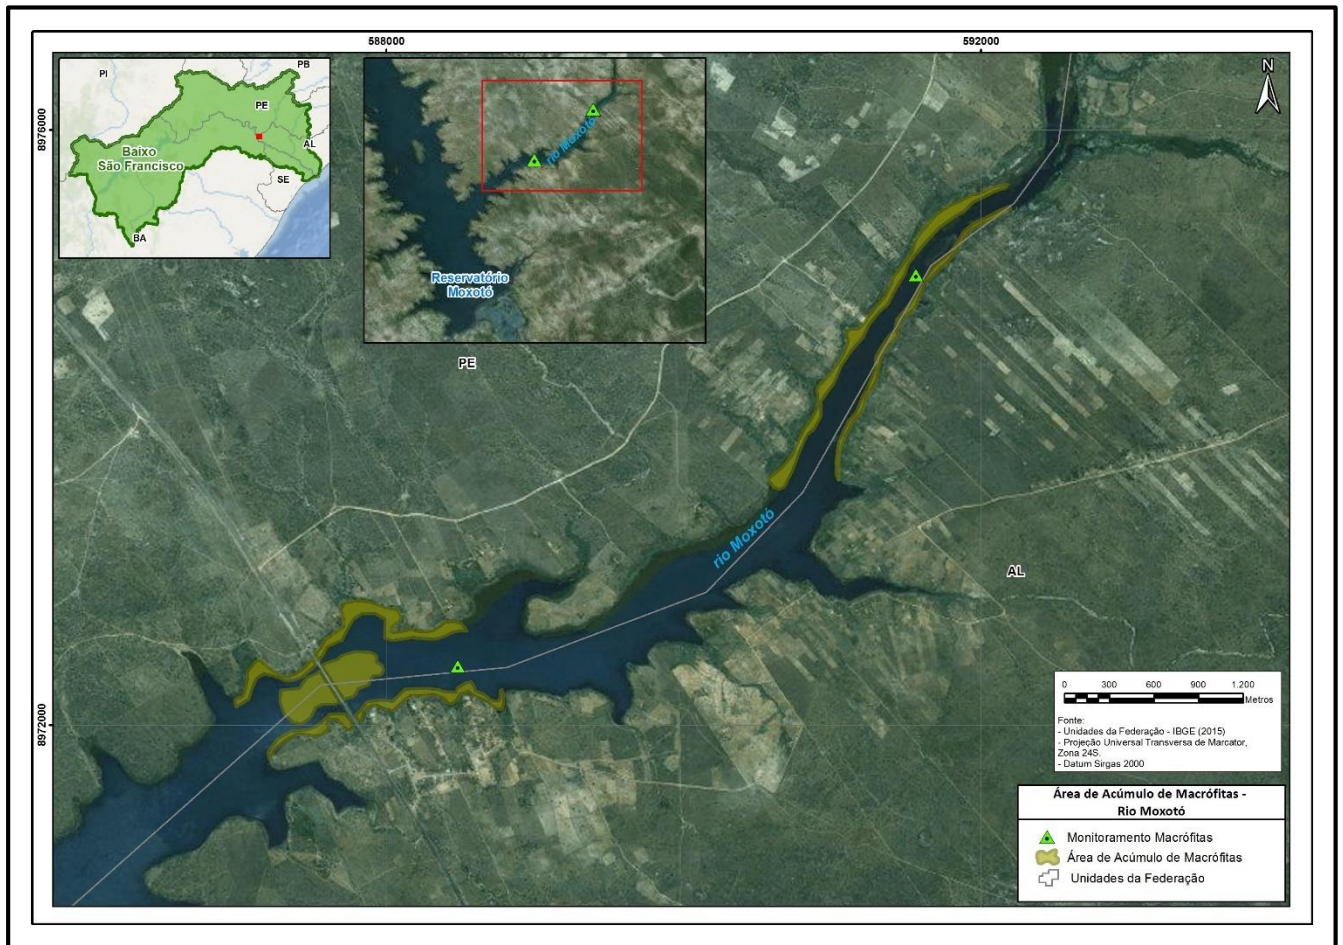 588000
592000
8976000
8972000
PI
PB
PE
AL
Baixo
São Francisco
SE
BA
rio Moxotó
Reservatório
Moxotó
N
PE
rio Moxotó
AL
0 300 600 900 1.200
Metros
Fonte:
- Unidades da Federação - IBGE (2015)
- Projeção Universal Transversa de Marcator,
Zona 24S.
- Datum Sirgas 2000
Área de Acúmulo de Macrófitas -
Rio Moxotó
Monitoramento Macrófitas
Área de Acúmulo de Macrófitas
Unidades da Federação